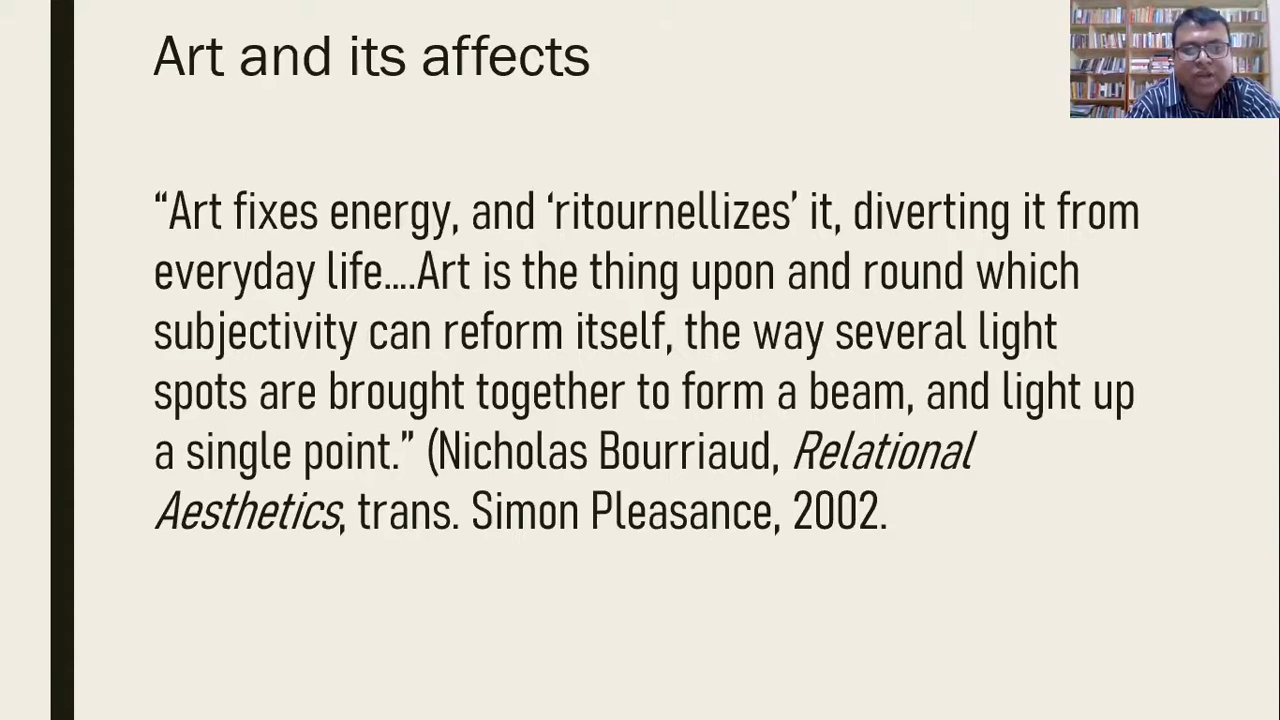 Art and its affects
“Art fixes energy, and ‘ritournellizes’ it, diverting it from
everyday life....Art is the thing upon and round which
subjectivity can reform itself, the way several light
spots are brought together to form a beam, and light up
a single point.” (Nicholas Bourriaud, Relational
Aesthetics, trans. Simon Pleasance, 2002.